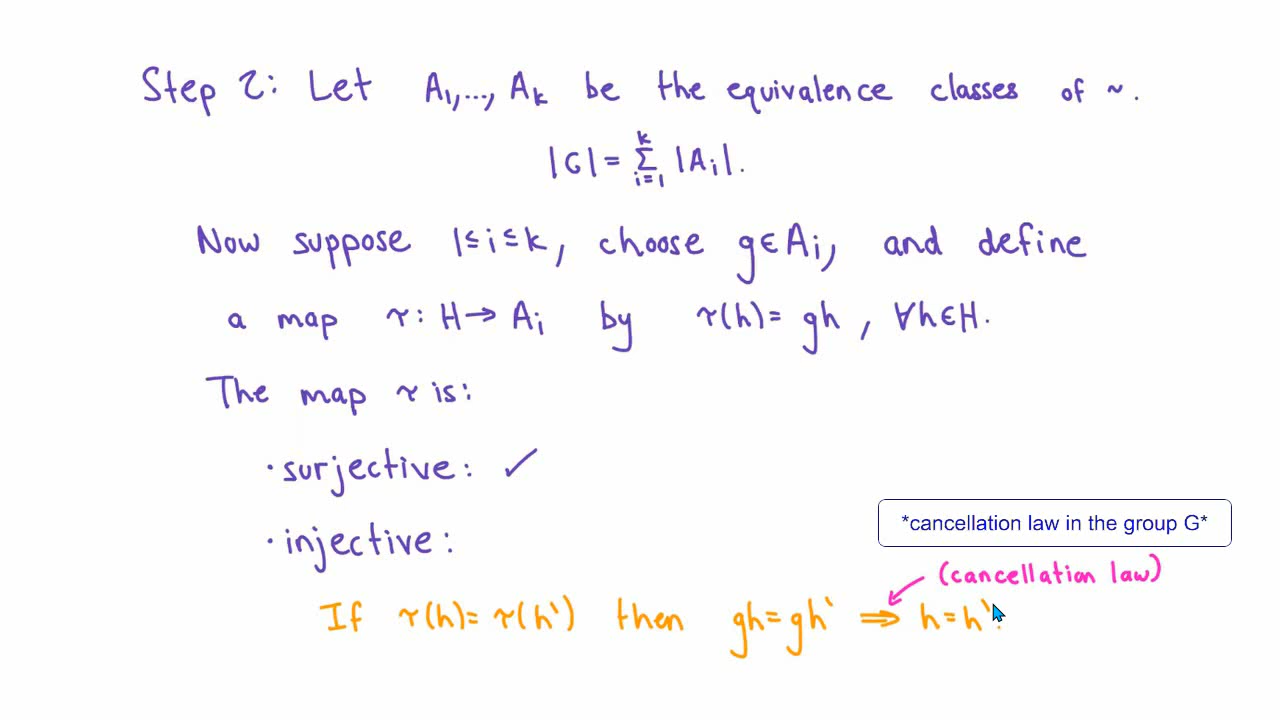 Step 2: Let A₁,..., Aₖ be the equivalence classes of ~.
|G| = Σᵢ₌₁ᵏ |Aᵢ|.
Now suppose 1≤i≤k, choose g∈Aᵢ, and define
a map τ: H→Aᵢ by τ(h)= gh, ∀h∈H.
The map τ is:
· surjective: ✓
· injective:
*cancellation law in the group G*
(cancellation law)
If τ(h)= τ(h') then gh=gh' ⇒ h=h'.